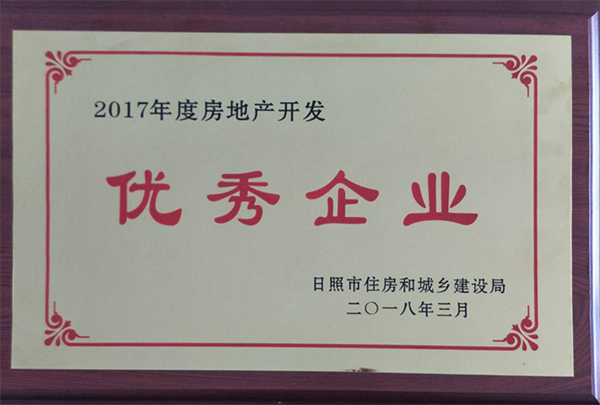 2017年度房地产开发
优秀企业
日照市住房和城乡建设局
二〇一八年三月